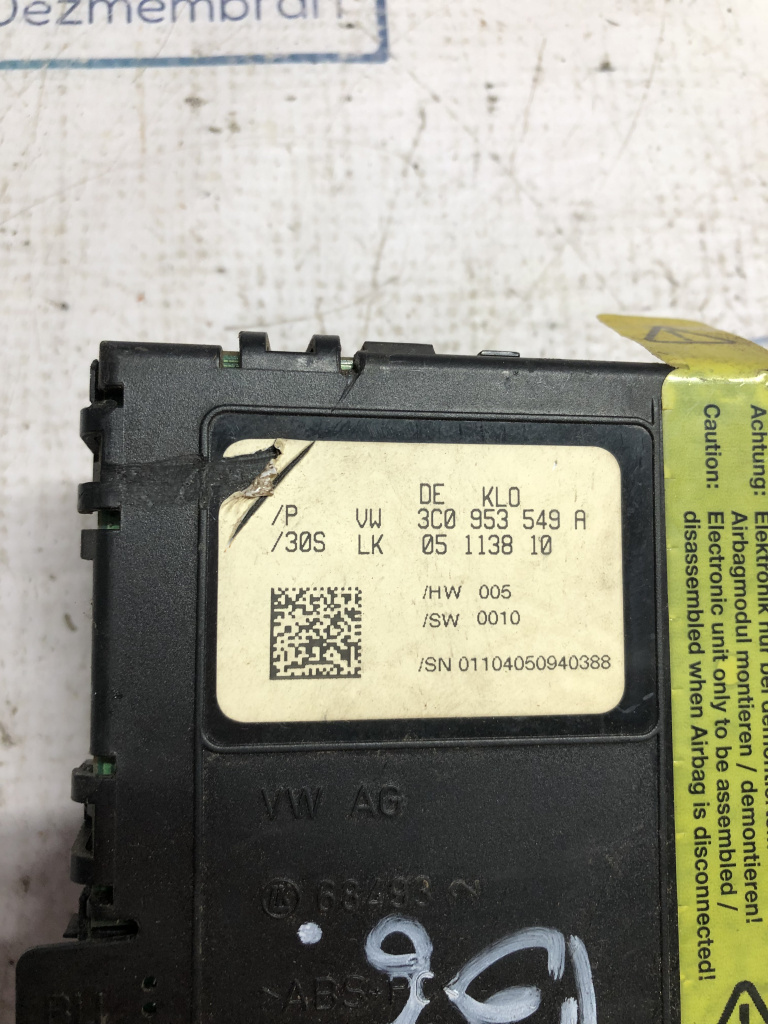 Dezmembrari
DE KLO
/P VW 3C0 953 549 A
/30S LK 05 1138 10
/HW 005
/SW 0010
/SN 01104050940388
Achtung: Elektronik nur bei
Airbagmodul montieren / demontieren!
Caution: Electronic unit only to be assembled /
disassembled when Airbag is disconnected!
VW AG
68493 2